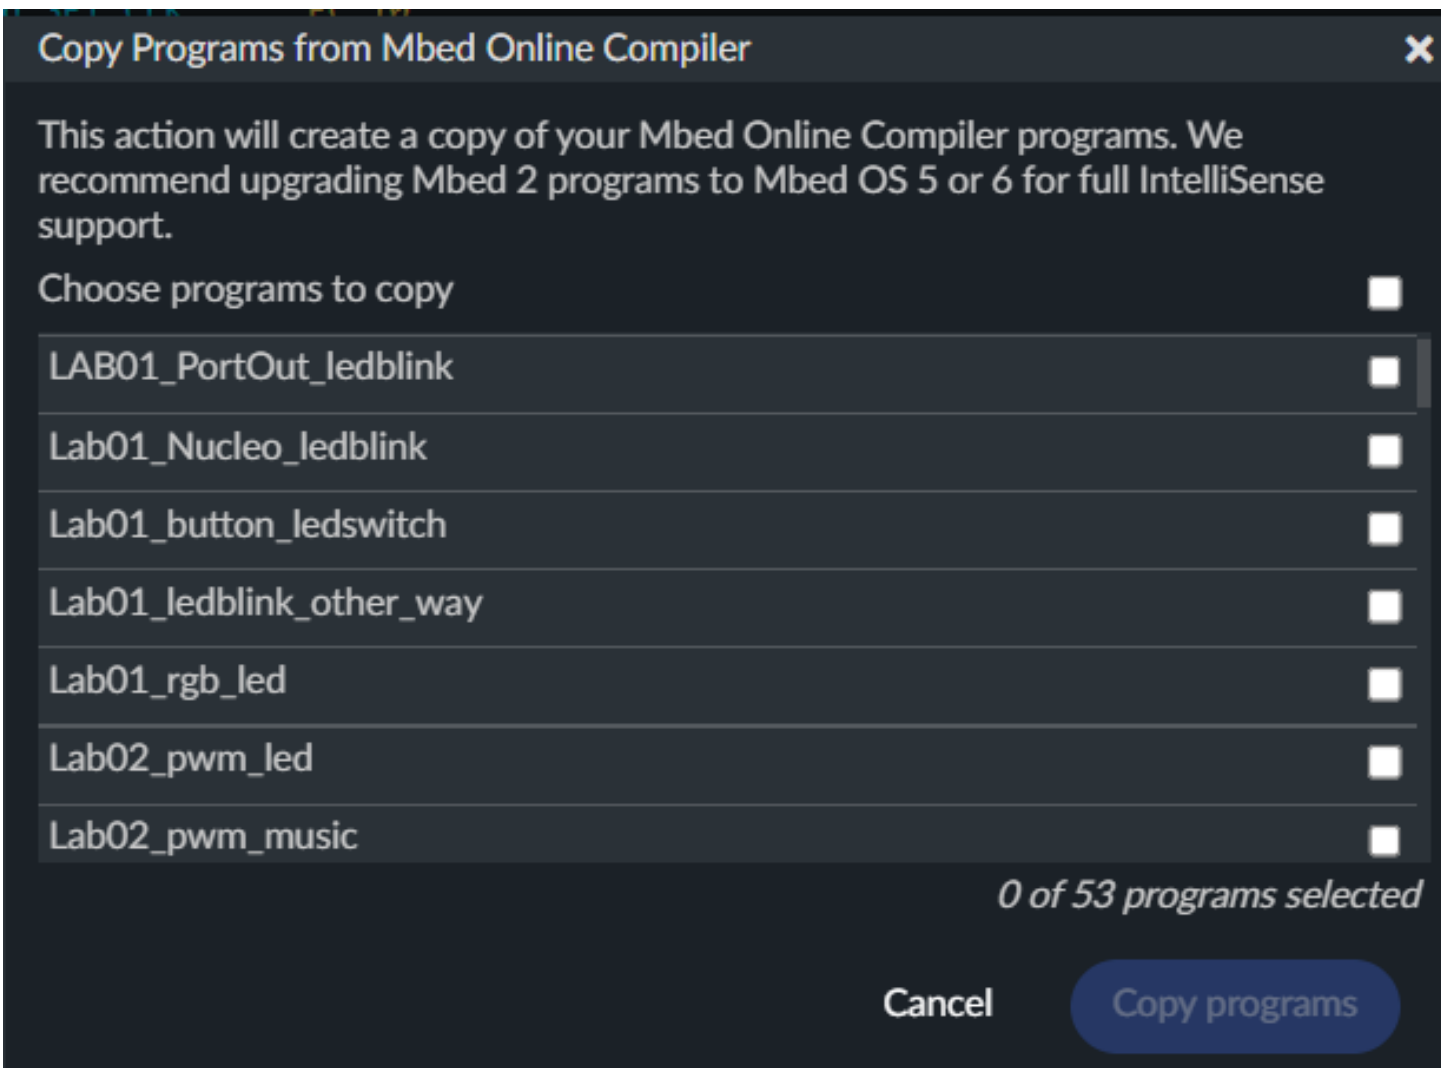 Copy Programs from Mbed Online Compiler
This action will create a copy of your Mbed Online Compiler programs. We
recommend upgrading Mbed 2 programs to Mbed OS 5 or 6 for full IntelliSense
support.
Choose programs to copy
LAB01_PortOut_ledblink
Lab01_Nucleo_ledblink
Lab01_button_ledswitch
Lab01_ledblink_other_way
Lab01_rgb_led
Lab02_pwm_led
Lab02_pwm_music
0 of 53 programs selected
Cancel
Copy programs